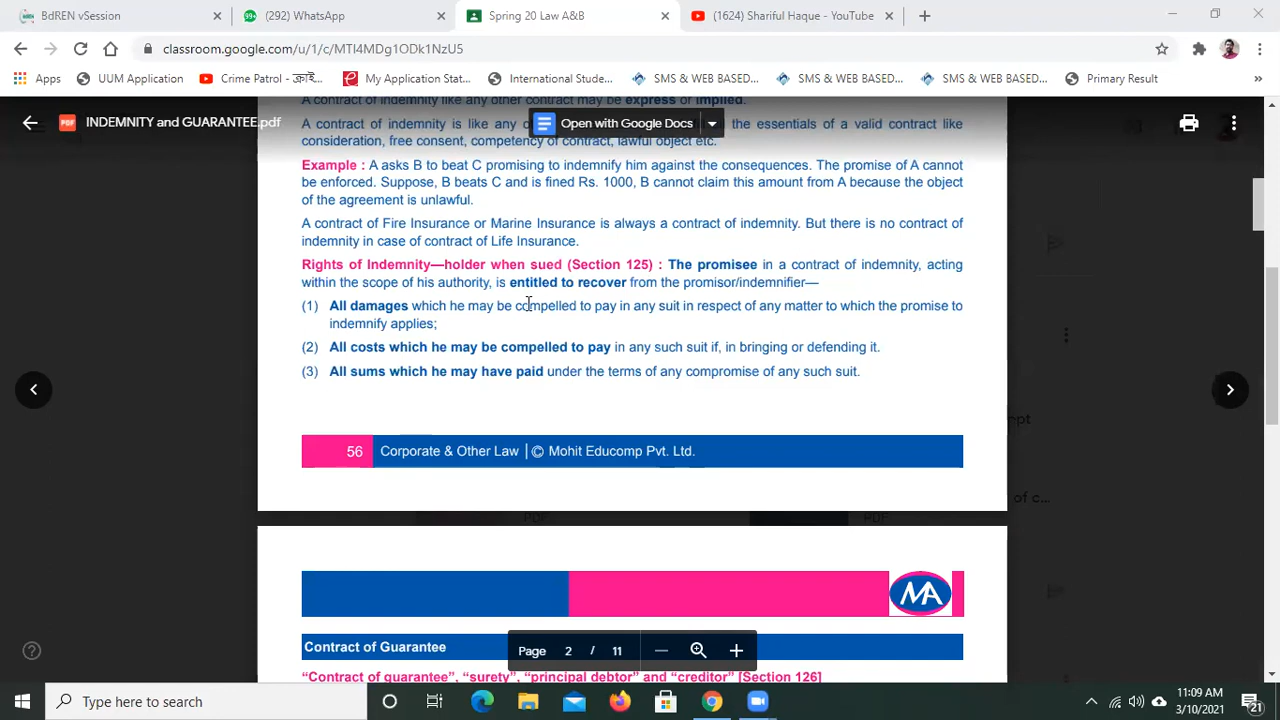 BdREN vSession
(292) WhatsApp
Spring 20 Law A&B
(1624) Shariful Haque - YouTube
classroom.google.com/u/1/c/MTI4MDg1ODk1NzU5
Apps
UUM Application
Crime Patrol - ক্রাই...
My Application Stat...
International Stude...
SMS & WEB BASED...
SMS & WEB BASED...
SMS & WEB BASED...
Primary Result
INDEMNITY and GUARANTEE.pdf
Open with Google Docs
A contract of indemnity like any other contract may be express or implied.
A contract of indemnity is like any the essentials of a valid contract like
consideration, free consent, competency of contract, lawful object etc.
Example : A asks B to beat C promising to indemnify him against the consequences. The promise of A cannot
be enforced. Suppose, B beats C and is fined Rs. 1000, B cannot claim this amount from A because the object
of the agreement is unlawful.
A contract of Fire Insurance or Marine Insurance is always a contract of indemnity. But there is no contract of
indemnity in case of contract of Life Insurance.
Rights of Indemnity—holder when sued (Section 125) : The promisee in a contract of indemnity, acting
within the scope of his authority, is entitled to recover from the promisor/indemnifier—
(1) All damages which he may be compelled to pay in any suit in respect of any matter to which the promise to
indemnify applies;
(2) All costs which he may be compelled to pay in any such suit if, in bringing or defending it.
(3) All sums which he may have paid under the terms of any compromise of any such suit.
56 Corporate & Other Law | © Mohit Educomp Pvt. Ltd.
of c...
PDF
PDF
MA
Contract of Guarantee
Page 2 / 11
"Contract of guarantee", "surety", "principal debtor" and "creditor" [Section 126]
Type here to search
11:09 AM
3/10/2021
21